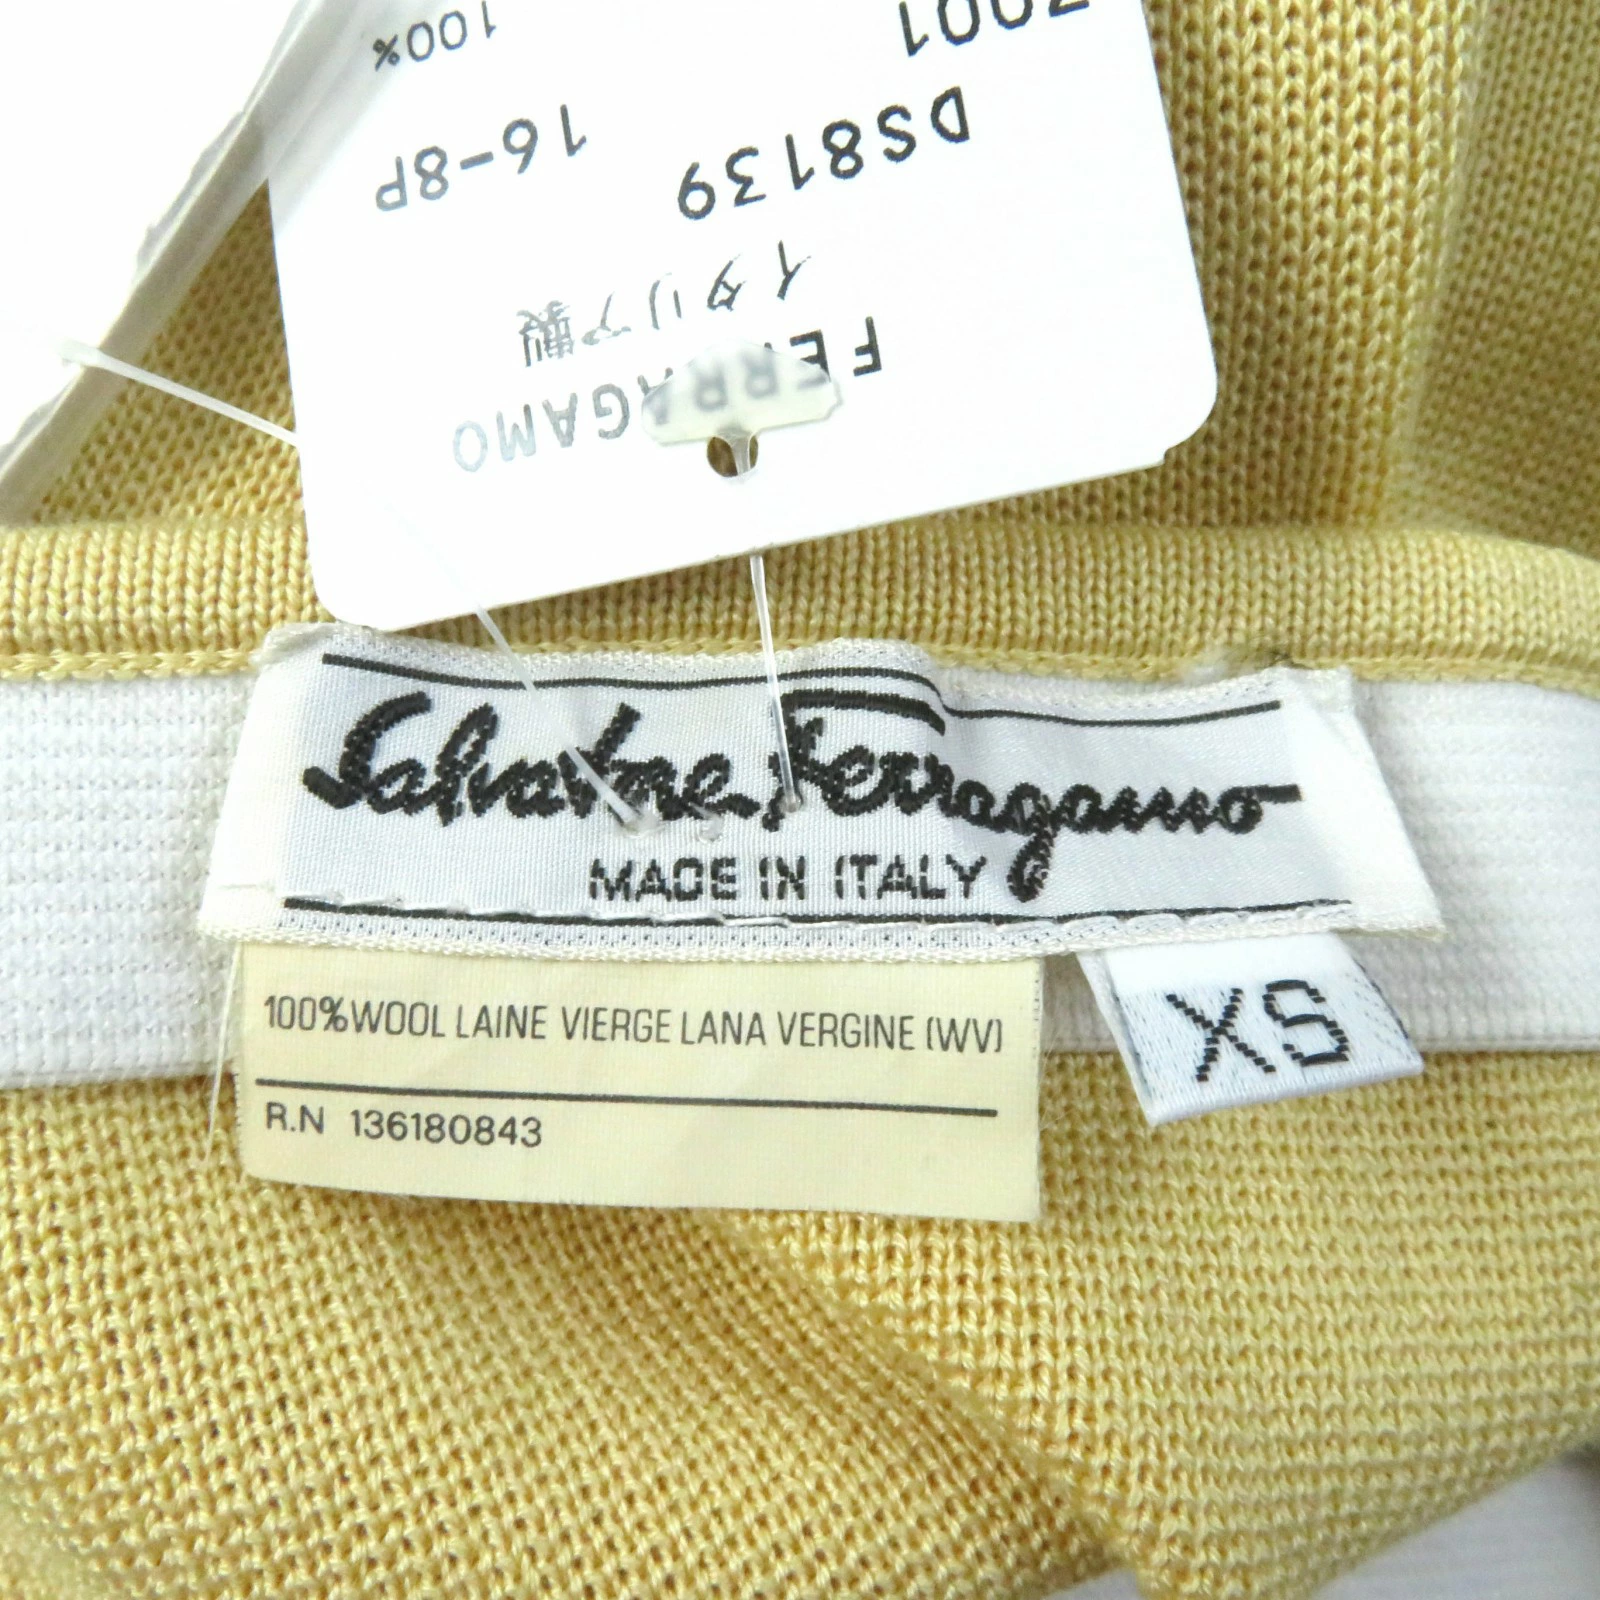 FERRAGAMO
イタリア製
DS8139
16-8P
7001
100%
Salvatore Ferragamo
MADE IN ITALY
100%WOOL LAINE VIERGE LANA VERGINE (WV)
R.N 136180843
XS